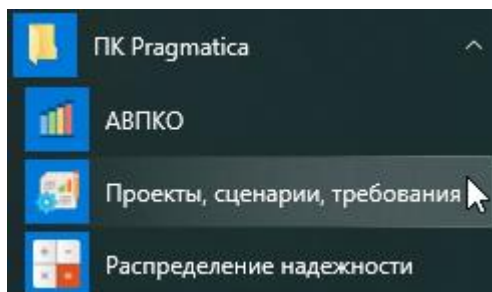 ПК Pragmatica
АВПКО
Проекты, сценарии, требования
Распределение надежности